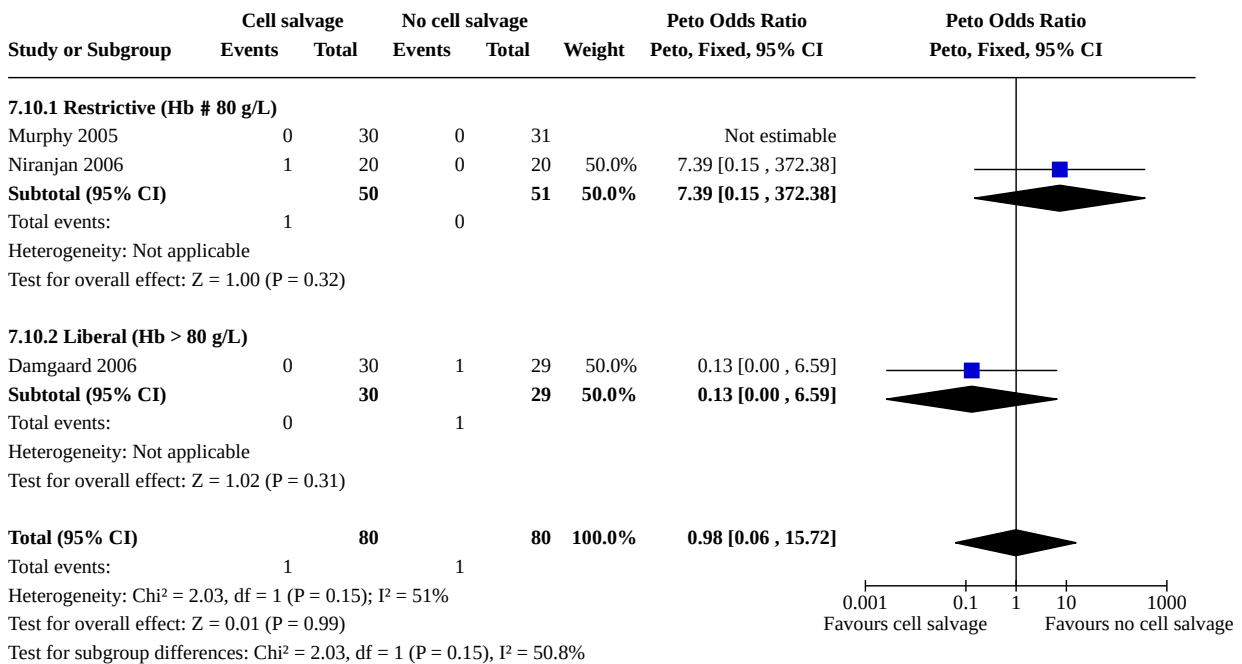 Cell salvage No cell salvage Peto Odds Ratio Peto Odds Ratio
Study or Subgroup Events Total Events Total Weight Peto, Fixed, 95% CI Peto, Fixed, 95% CI
7.10.1 Restrictive (Hb # 80 g/L)
Murphy 2005 0 30 0 31 Not estimable
Niranjan 2006 1 20 0 20 50.0% 7.39 [0.15 , 372.38]
Subtotal (95% CI) 50 51 50.0% 7.39 [0.15 , 372.38]
Total events: 1 0
Heterogeneity: Not applicable
Test for overall effect: Z = 1.00 (P = 0.32)
7.10.2 Liberal (Hb > 80 g/L)
Damgaard 2006 0 30 1 29 50.0% 0.13 [0.00 , 6.59]
Subtotal (95% CI) 30 29 50.0% 0.13 [0.00 , 6.59]
Total events: 0 1
Heterogeneity: Not applicable
Test for overall effect: Z = 1.02 (P = 0.31)
Total (95% CI) 80 80 100.0% 0.98 [0.06 , 15.72]
Total events: 1 1
Heterogeneity: Chi² = 2.03, df = 1 (P = 0.15); I² = 51%
Test for overall effect: Z = 0.01 (P = 0.99)
Test for subgroup differences: Chi² = 2.03, df = 1 (P = 0.15), I² = 50.8%
0.001 0.1 1 10 1000
Favours cell salvage Favours no cell salvage